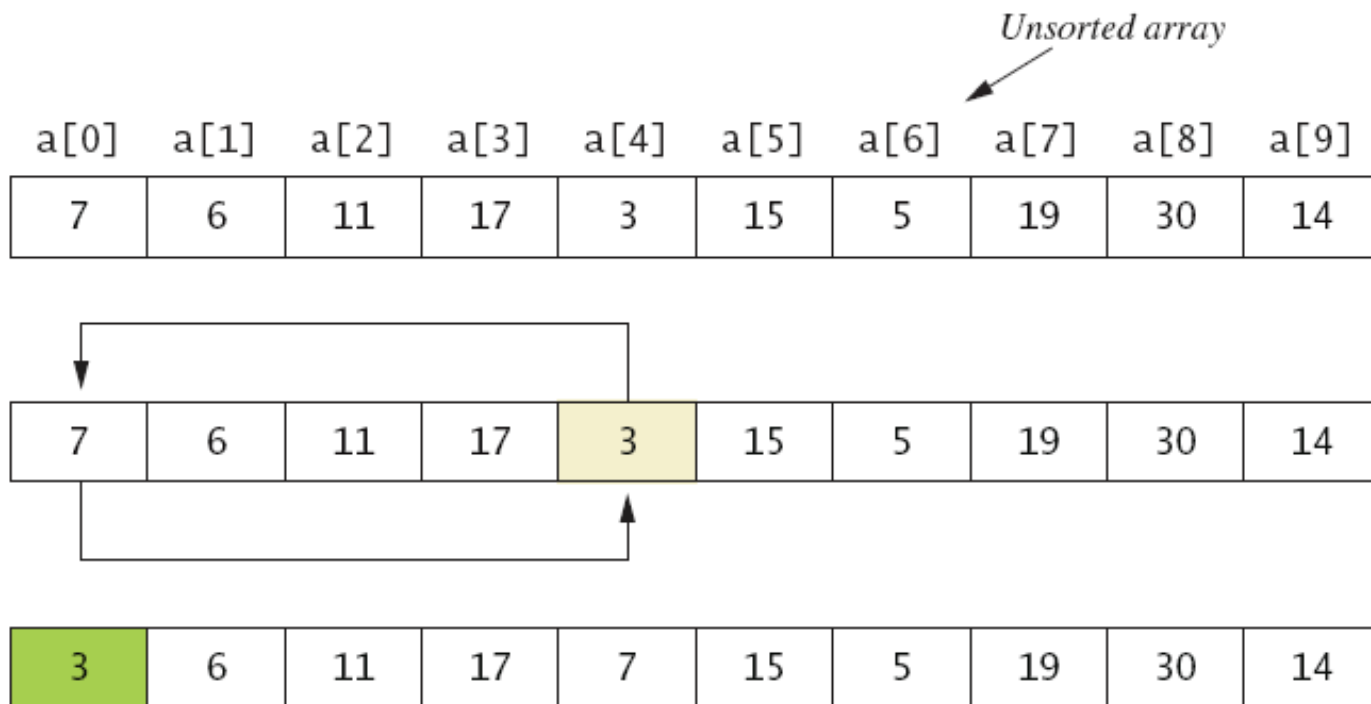 Unsorted array
a[0] a[1] a[2] a[3] a[4] a[5] a[6] a[7] a[8] a[9]
7 6 11 17 3 15 5 19 30 14
7 6 11 17 3 15 5 19 30 14
3 6 11 17 7 15 5 19 30 14